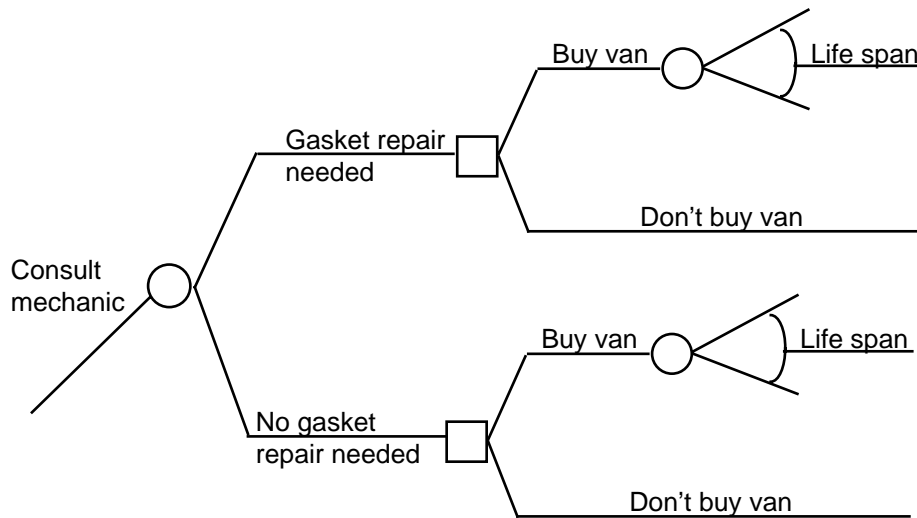 Buy van
Life span
Gasket repair
needed
Don't buy van
Consult
mechanic
Buy van
Life span
No gasket
repair needed
Don't buy van